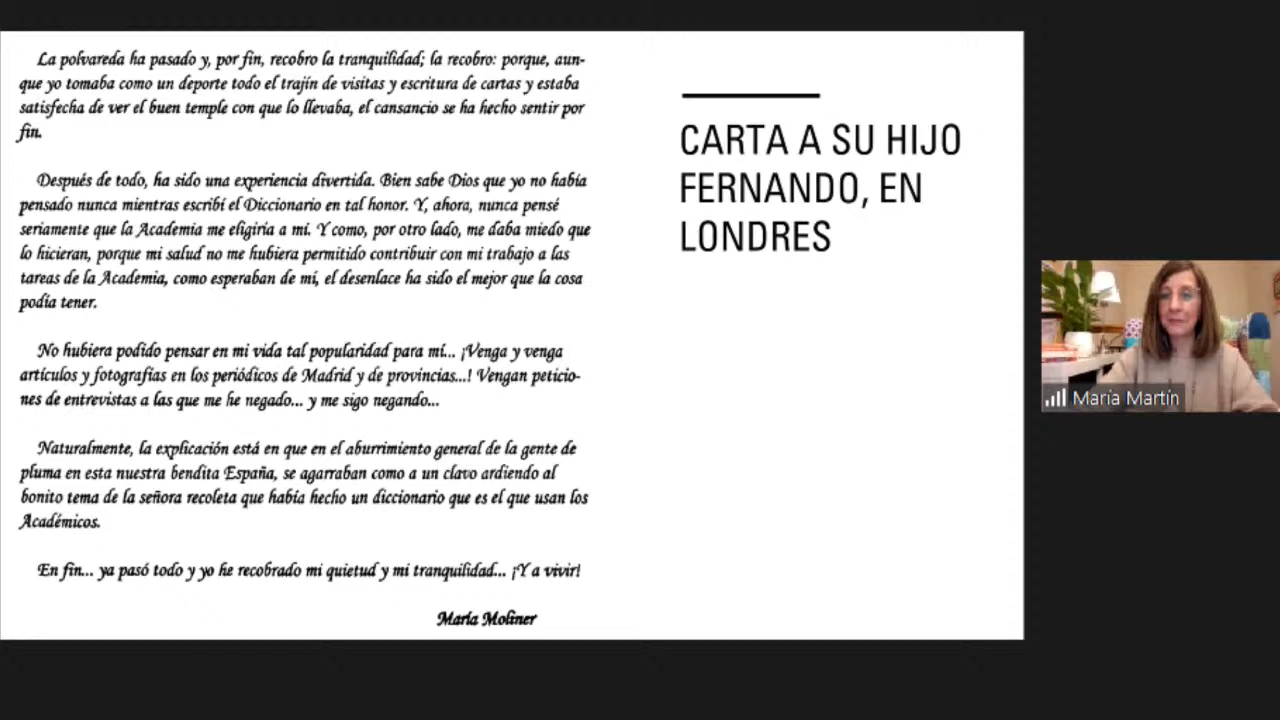 La polvareda ha pasado y, por fin, recobro la tranquilidad; la recobro: porque, aun-
que yo tomaba como un deporte todo el trajín de visitas y escritura de cartas y estaba
satisfecha de ver el buen temple con que lo llevaba, el cansancio se ha hecho sentir por
fin.
Después de todo, ha sido una experiencia divertida. Bien sabe Dios que yo no había
pensado nunca mientras escribí el Diccionario en tal honor. Y, ahora, nunca pensé
seriamente que la Academia me eligiría a mí. Y como, por otro lado, me daba miedo que
lo hicieran, porque mi salud no me hubiera permitido contribuir con mi trabajo a las
tareas de la Academia, como esperaban de mí, el desenlace ha sido el mejor que la cosa
podía tener.
No hubiera podido pensar en mi vida tal popularidad para mí... ¡Venga y venga
artículos y fotografías en los periódicos de Madrid y de provincias...! Vengan peticio-
nes de entrevistas a las que me he negado... y me sigo negando...
Naturalmente, la explicación está en que en el aburrimiento general de la gente de
pluma en esta nuestra bendita España, se agarraban como a un clavo ardiendo al
bonito tema de la señora recoleta que había hecho un diccionario que es el que usan los
Académicos.
En fin... ya pasó todo y yo he recobrado mi quietud y mi tranquilidad... ¡Y a vivir!
María Moliner
CARTA A SU HIJO
FERNANDO, EN
LONDRES
María Martín